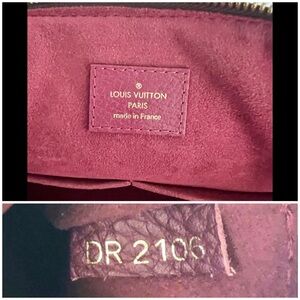 LOUIS VUITTON
PARIS
made in France
DR 2106